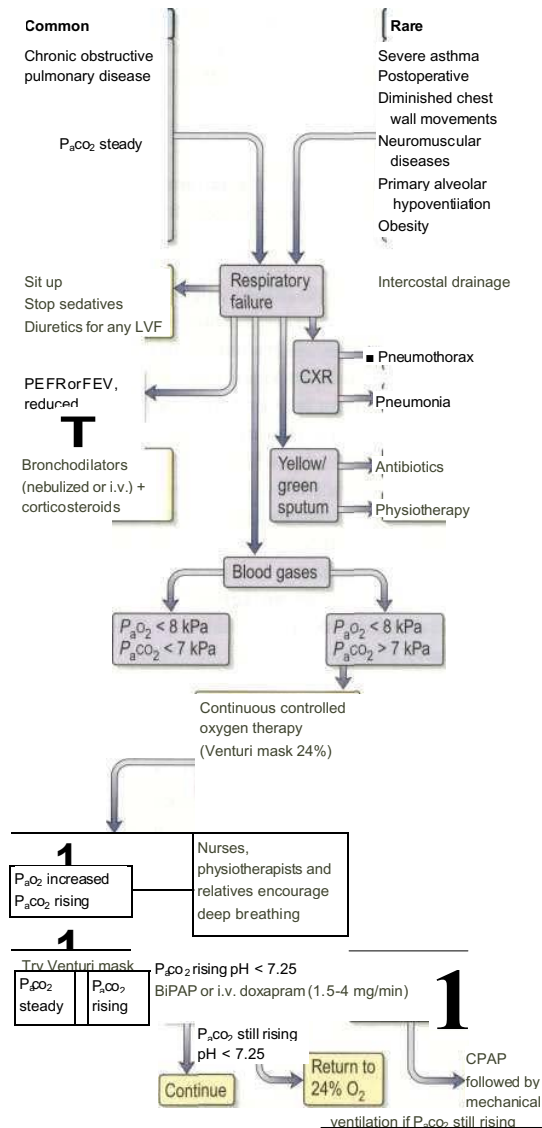 Common
Chronic obstructive
pulmonary disease
PaCO2 steady
Rare
Severe asthma
Postoperative
Diminished chest
wall movements
Neuromuscular
diseases
Primary alveolar
hypoventiiation
Obesity
Sit up
Stop sedatives
Diuretics for any LVF
Respiratory
failure
Intercostal drainage
CXR
■ Pneumothorax
Pneumonia
PEFRorFEV,
reduced
T
Bronchodilators
(nebulized or i.v.) +
corticosteroids
Yellow/
green
sputum
Antibiotics
Physiotherapy
Blood gases
PaO2 < 8 kPa
PaCO2 < 7 kPa
PaO2 < 8 kPa
PaCO2 > 7 kPa
Continuous controlled
oxygen therapy
(Venturi mask 24%)
1
PaO2 increased
PaCO2 rising
Nurses,
physiotherapists and
relatives encourage
deep breathing
1
Try Venturi mask
PaCO2
steady
PaCO2
rising
PaCO2 rising pH < 7.25
BiPAP or i.v. doxapram (1.5-4 mg/min)
1
PaCO2 still rising
pH < 7.25
Continue
Return to
24% O2
CPAP
followed by
mechanical
ventilation if PaCO2 still rising